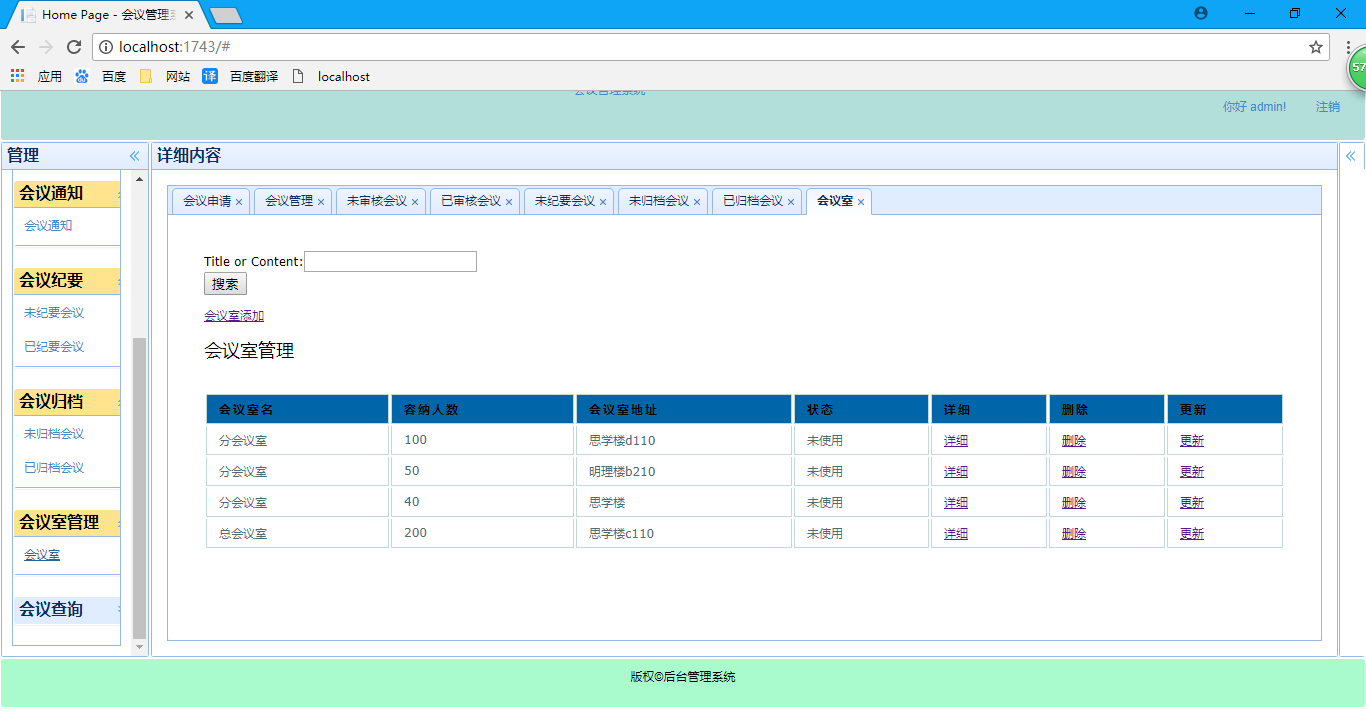 Home Page - 会议管理系
localhost:1743/#
应用 百度 网站 译 百度翻译 localhost
57
会议管理系统
你好 admin! 注销
管理
详细内容
会议通知
会议通知
会议纪要
未纪要会议
已纪要会议
会议归档
未归档会议
已归档会议
会议室管理
会议室
会议查询
会议申请 × 会议管理 × 未审核会议 × 已审核会议 × 未纪要会议 × 未归档会议 × 已归档会议 × 会议室 ×
Title or Content:
搜索
会议室添加
会议室管理
会议室名 容纳人数 会议室地址 状态 详细 删除 更新
分会议室 100 思学楼d110 未使用 详细 删除 更新
分会议室 50 明理楼b210 未使用 详细 删除 更新
分会议室 40 思学楼 未使用 详细 删除 更新
总会议室 200 思学楼c110 未使用 详细 删除 更新
版权©后台管理系统